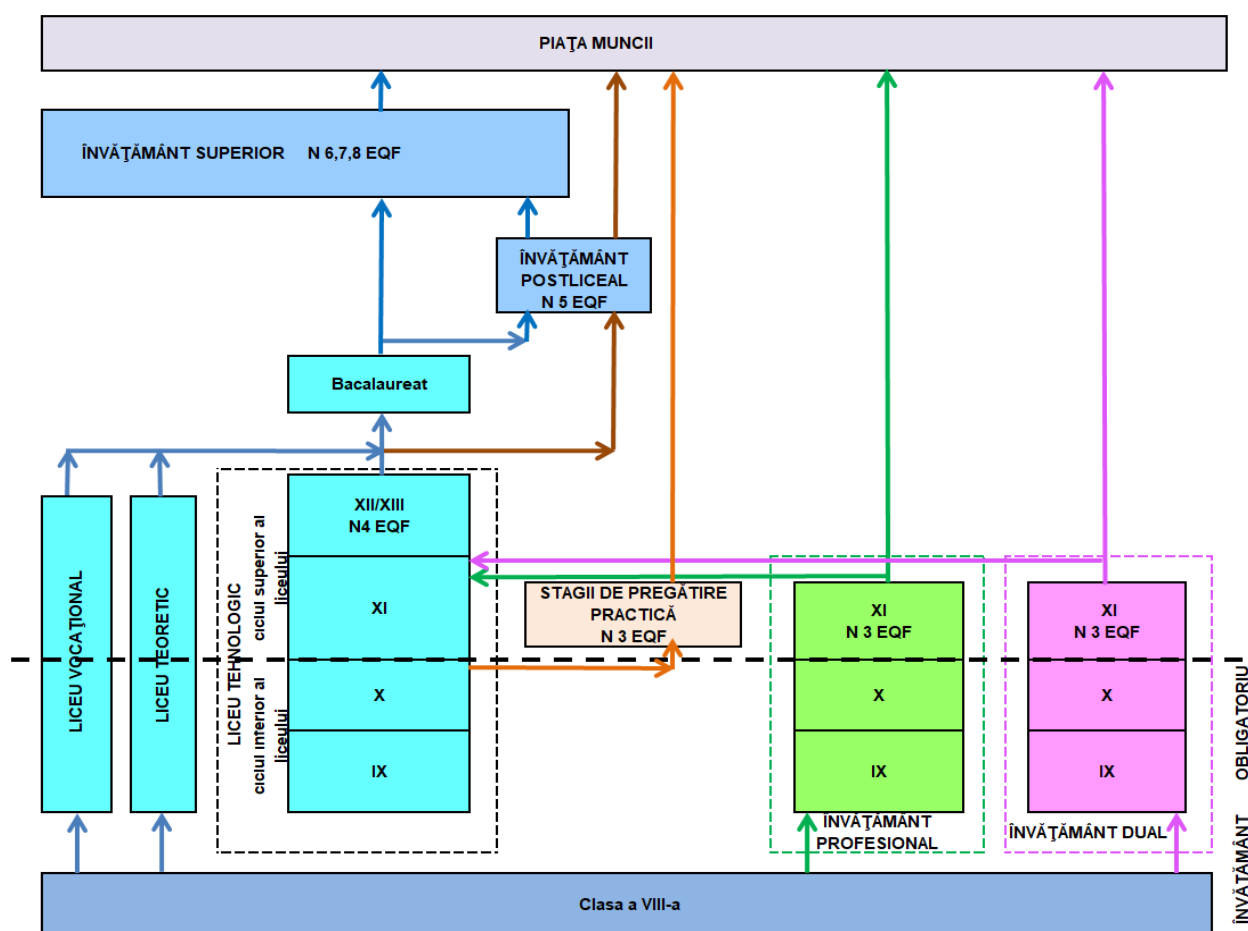 PIAŢA MUNCII
ÎNVĂŢĂMÂNT SUPERIOR N 6,7,8 EQF
ÎNVĂŢĂMÂNT
POSTLICEAL
N 5 EQF
Bacalaureat
LICEU VOCAŢIONAL
LICEU TEORETIC
LICEU TEHNOLOGIC
ciclul superior al
liceului
ciclul interior al
liceului
XII/XIII
N4 EQF
XI
X
IX
STAGII DE PREGĂTIRE
PRACTICĂ
N 3 EQF
XI
N 3 EQF
X
IX
ÎNVĂŢĂMÂNT
PROFESIONAL
XI
N 3 EQF
X
IX
ÎNVĂŢĂMÂNT DUAL
ÎNVĂŢĂMÂNT OBLIGATORIU
Clasa a VIII-a